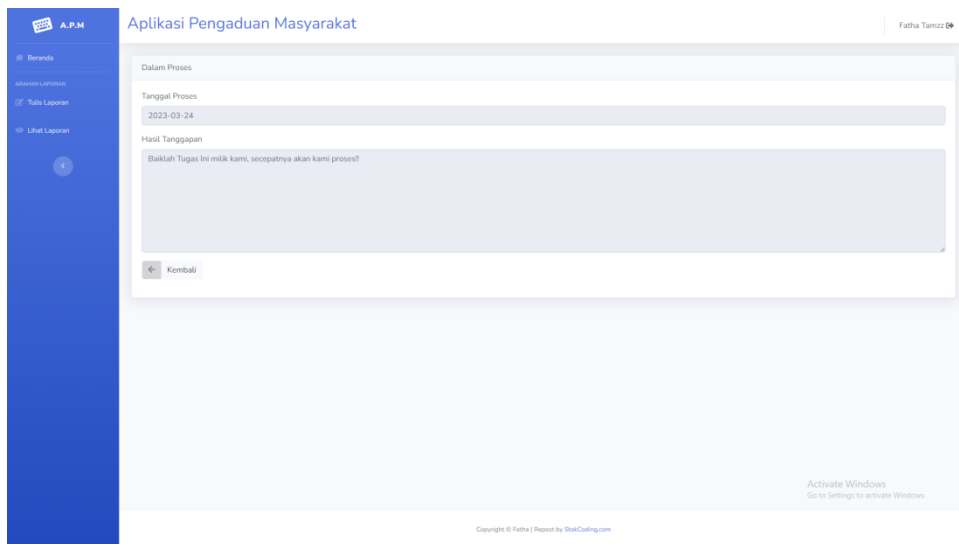 A.P.M
Aplikasi Pengaduan Masyarakat
Fatha Tamzz
Beranda
ARAHAN LAPORAN
Tulis Laporan
Lihat Laporan
Dalam Proses
Tanggal Proses
2023-03-24
Hasil Tanggapan
Baiklah Tugas Ini milik kami, secepatnya akan kami proses!!
Kembali
Activate Windows
Go to Settings to activate Windows.
Copyright © Fatha | Repost by StokCoding.com